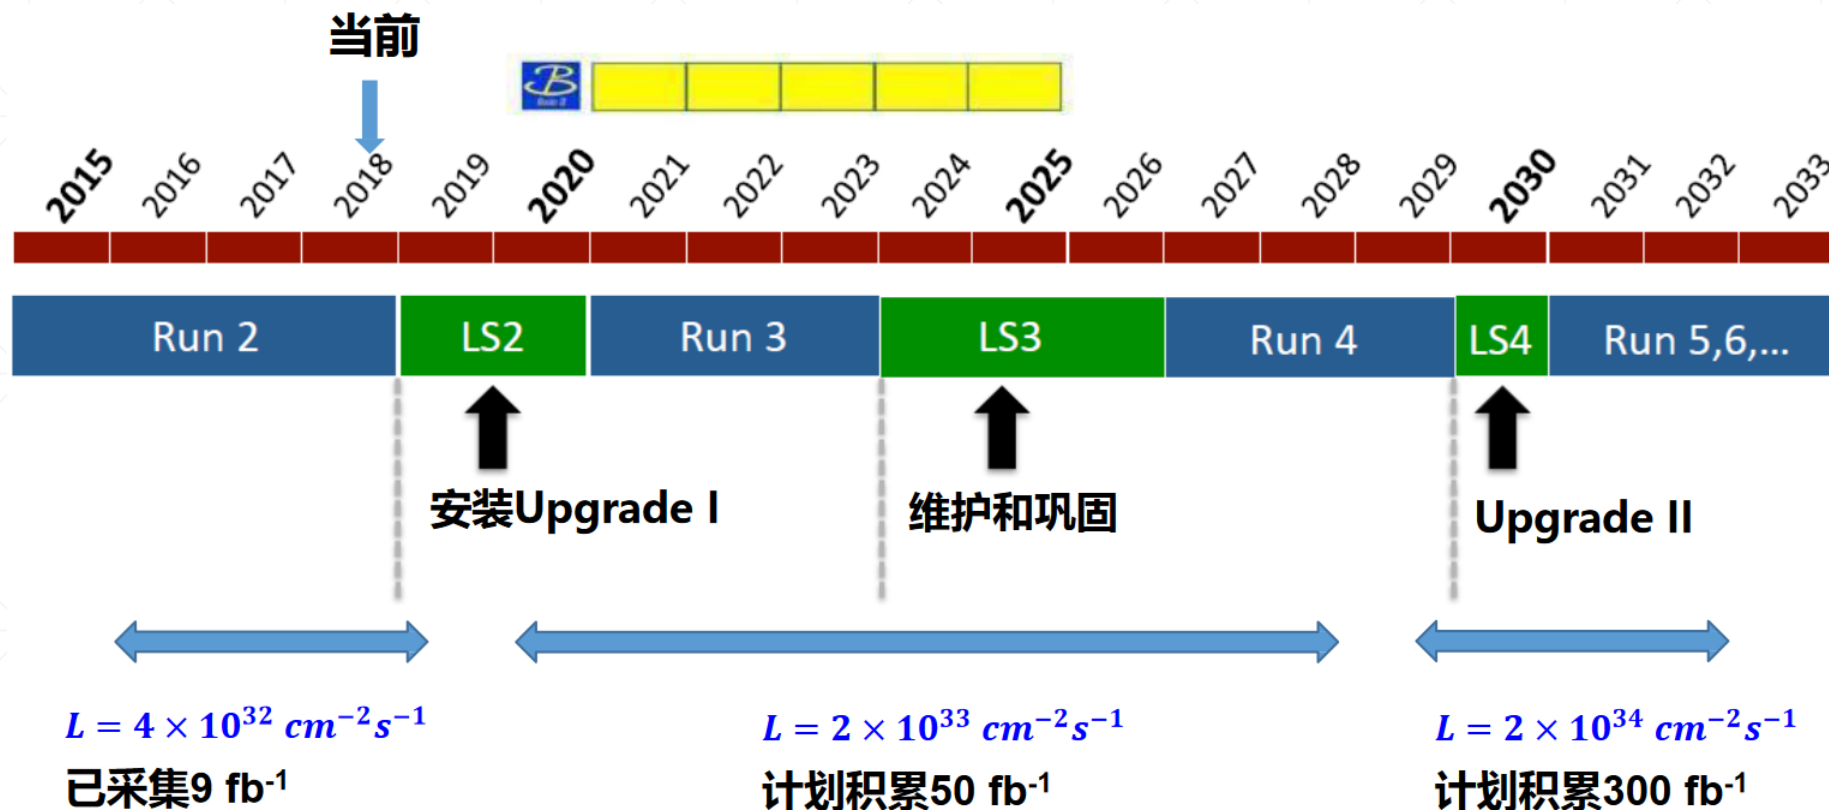 当前
B
2015 2016 2017 2018 2019 2020 2021 2022 2023 2024 2025 2026 2027 2028 2029 2030 2031 2032 2033
Run 2 LS2 Run 3 LS3 Run 4 LS4 Run 5,6,...
安装Upgrade I 维护和巩固 Upgrade II
L = 4 × 10³² cm⁻²s⁻¹ L = 2 × 10³³ cm⁻²s⁻¹ L = 2 × 10³⁴ cm⁻²s⁻¹
已采集9 fb⁻¹ 计划积累50 fb⁻¹ 计划积累300 fb⁻¹